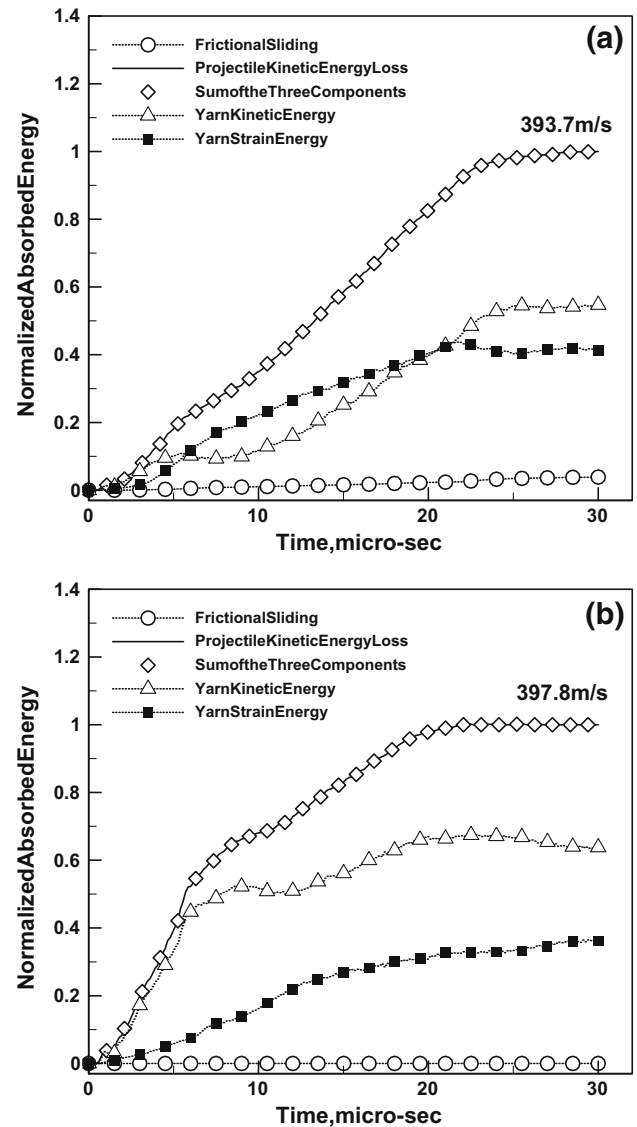 (a)
FrictionalSliding
ProjectileKineticEnergyLoss
SumoftheThreeComponents
YarnKineticEnergy
YarnStrainEnergy
393.7m/s
NormalizedAbsorbedEnergy
1.4
1.2
1
0.8
0.6
0.4
0.2
0
0
10
20
30
Time,micro-sec
(b)
FrictionalSliding
ProjectileKineticEnergyLoss
SumoftheThreeComponents
YarnKineticEnergy
YarnStrainEnergy
397.8m/s
NormalizedAbsorbedEnergy
1.4
1.2
1
0.8
0.6
0.4
0.2
0
0
10
20
30
Time,micro-sec